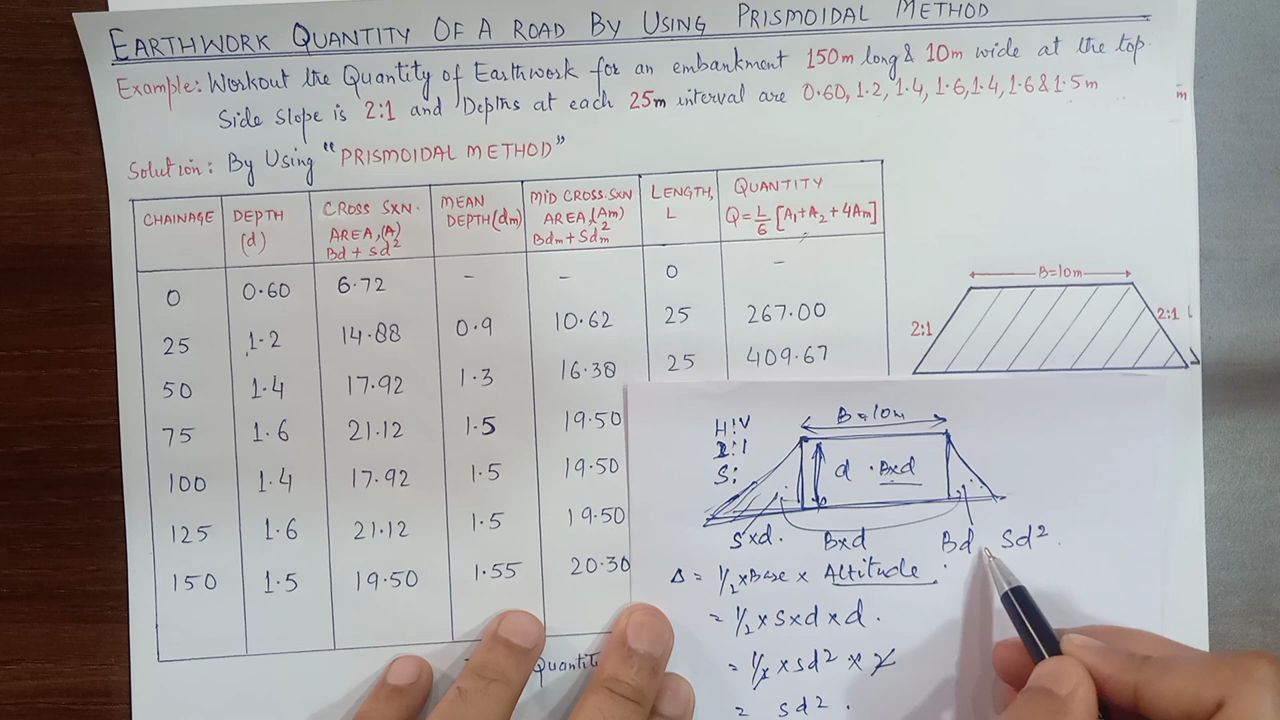 EARTHWORK QUANTITY OF A ROAD BY USING PRISMOIDAL METHOD
Example: Workout the Quantity of Earthwork for an embankment 150m long & 10m wide at the top.
Side Slope is 2:1 and Depths at each 25m interval are 0.60, 1.2, 1.4, 1.6, 1.4, 1.6 & 1.5m
m
Solution: By Using "PRISMOIDAL METHOD"
CHAINAGE DEPTH (d) CROSS SXN. AREA, (A) Bd + sd² MEAN DEPTH (dm) MID CROSS. SXN AREA, (Am) Bdm + Sdm² LENGTH, L QUANTITY Q = L/6 [A₁ + A₂ + 4Am]
0 0.60 6.72 - - 0 -
25 1.2 14.88 0.9 10.62 25 267.00
50 1.4 17.92 1.3 16.38 25 409.67
75 1.6 21.12 1.5 19.50
100 1.4 17.92 1.5 19.50
125 1.6 21.12 1.5 19.50
150 1.5 19.50 1.55 20.30
Quantit
B=10m
2:1 2:1
B=10m
H:V
2:1
S:
d . Bxd
Sxd. Bxd Bd Sd².
Δ = 1/2 x Base x Altitude.
= 1/2 x s x d x d.
= 1/2 x sd² x 2
= sd².